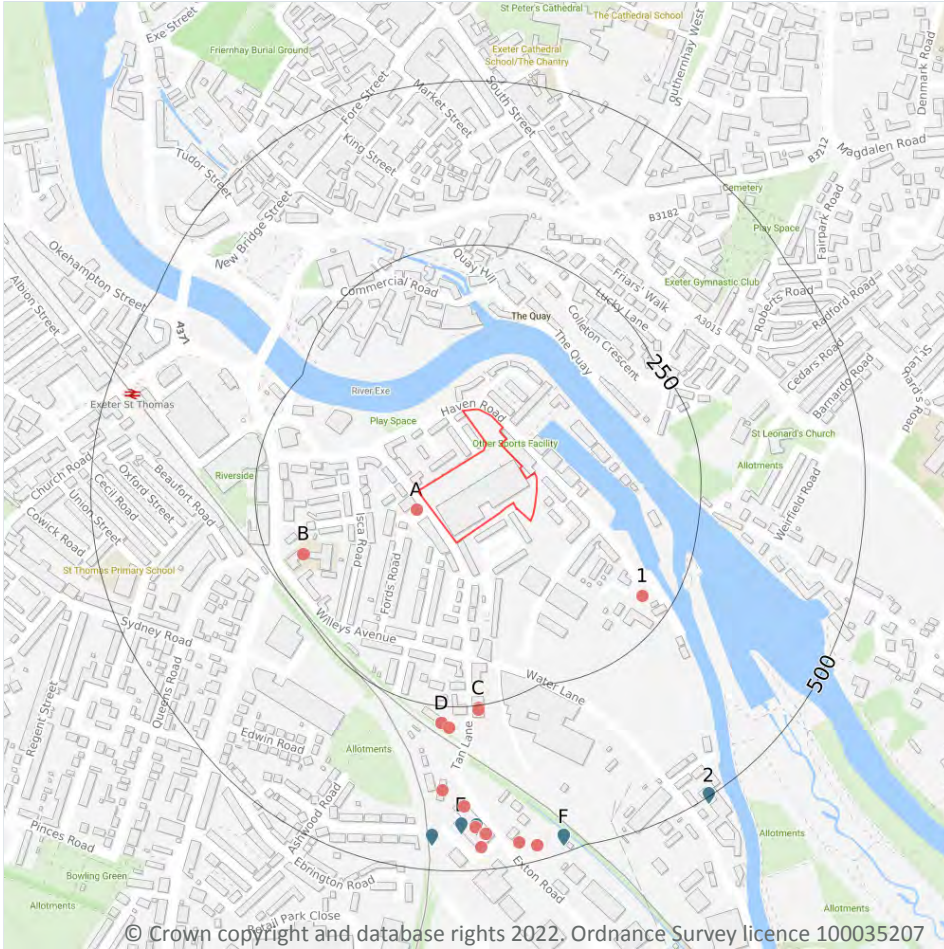 St Peter's Cathedral
The Cathedral School
Exe Street
Friernhay Burial Ground
Exeter Cathedral
School/The Chantry
Southernhay West
Denmark Road
Fore Street
Market Street
South Street
King Street
Tudor Street
B3212
Magdalen Road
Cemetery
B3182
Play Space
Fairpark Road
New Bridge Street
Okehampton Street
Albion Street
Quay Hill
Friars' Walk
Exeter Gymnastic Club
Commercial Road
Lucky Lane
Roberts Road
Radford Road
A3015
The Quay
Colleton Crescent
The Quay
A377
250
Cedars Road
Barnardo Road
River Exe
Exeter St Thomas
Haven Road
Play Space
Other Sports Facility
St Leonard's Church
Allotments
Church Road
Cecil Road
Oxford Street
Beaufort Road
Riverside
Union Street
Cowick Road
A
Isca Road
Weirfield Road
B
St Thomas Primary School
Fords Road
1
Willeys Avenue
Sydney Road
Queens Road
Water Lane
500
Regent Street
C
D
Edwin Road
Tan Lane
Allotments
2
Ashwood Road
E
F
Allotments
Pinces Road
Ebrington Road
Exton Road
Bowling Green
Allotments
Retail Park Close
Allotments
© Crown copyright and database rights 2022. Ordnance Survey licence 100035207